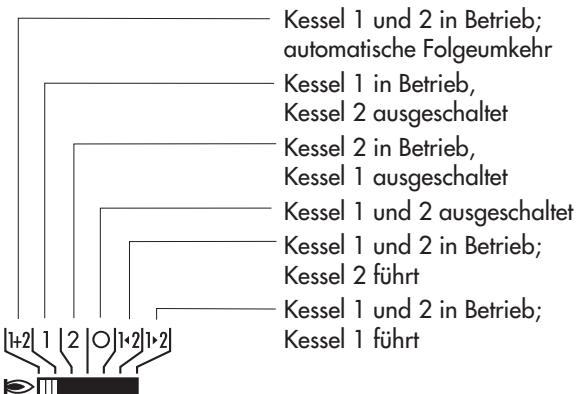 Kessel 1 und 2 in Betrieb;
automatische Folgeumkehr
Kessel 1 in Betrieb,
Kessel 2 ausgeschaltet
Kessel 2 in Betrieb,
Kessel 1 ausgeschaltet
Kessel 1 und 2 ausgeschaltet
Kessel 1 und 2 in Betrieb;
Kessel 2 führt
Kessel 1 und 2 in Betrieb;
Kessel 1 führt
1+2 1 2 O 1◂2 1▸2